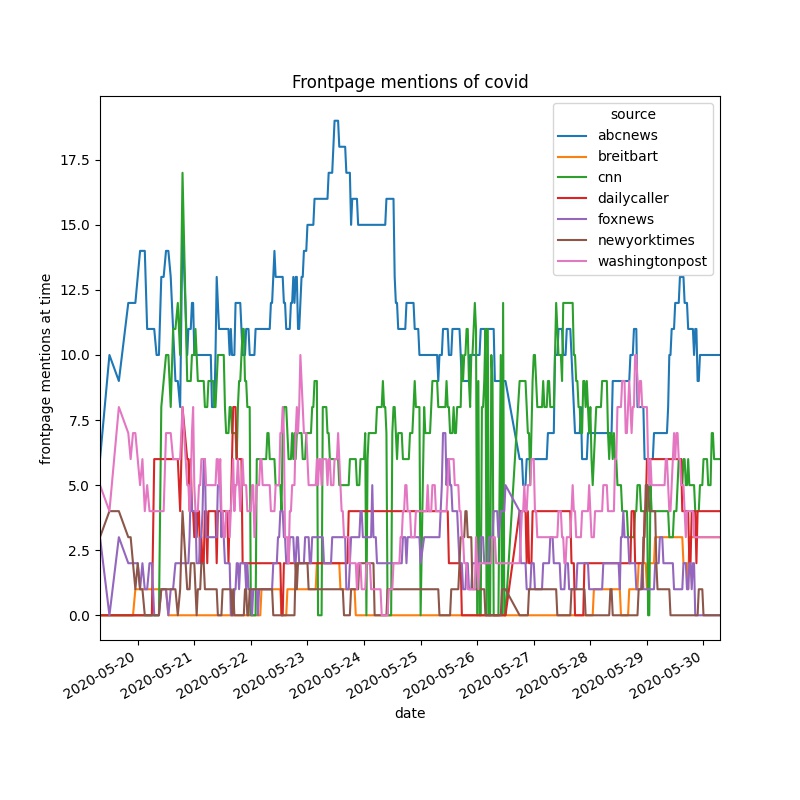 Frontpage mentions of covid
source
abcnews
breitbart
cnn
dailycaller
foxnews
newyorktimes
washingtonpost
frontpage mentions at time
17.5
15.0
12.5
10.0
7.5
5.0
2.5
0.0
2020-05-20
2020-05-21
2020-05-22
2020-05-23
2020-05-24
2020-05-25
2020-05-26
2020-05-27
2020-05-28
2020-05-29
2020-05-30
date